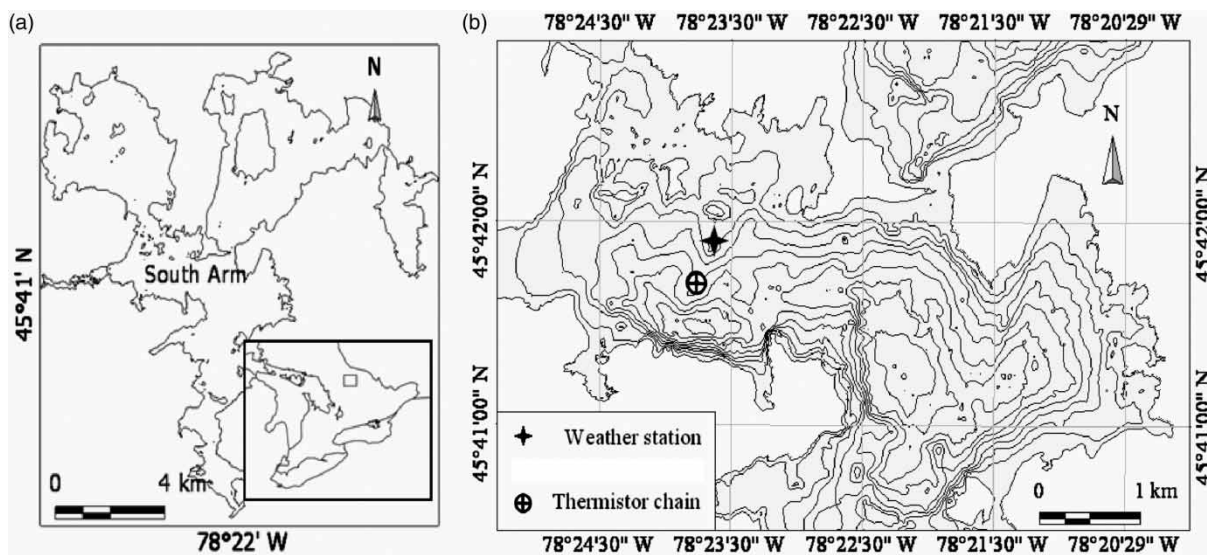 (a)
N
South Arm
45°41' N
0 4 km
78°22' W
(b)
78°24'30" W 78°23'30" W 78°22'30" W 78°21'30" W 78°20'29" W
N
45°42'00" N
45°42'00" N
45°41'00" N
45°41'00" N
Weather station
Thermistor chain
0 1 km
78°24'30" W 78°23'30" W 78°22'30" W 78°21'30" W 78°20'29" W